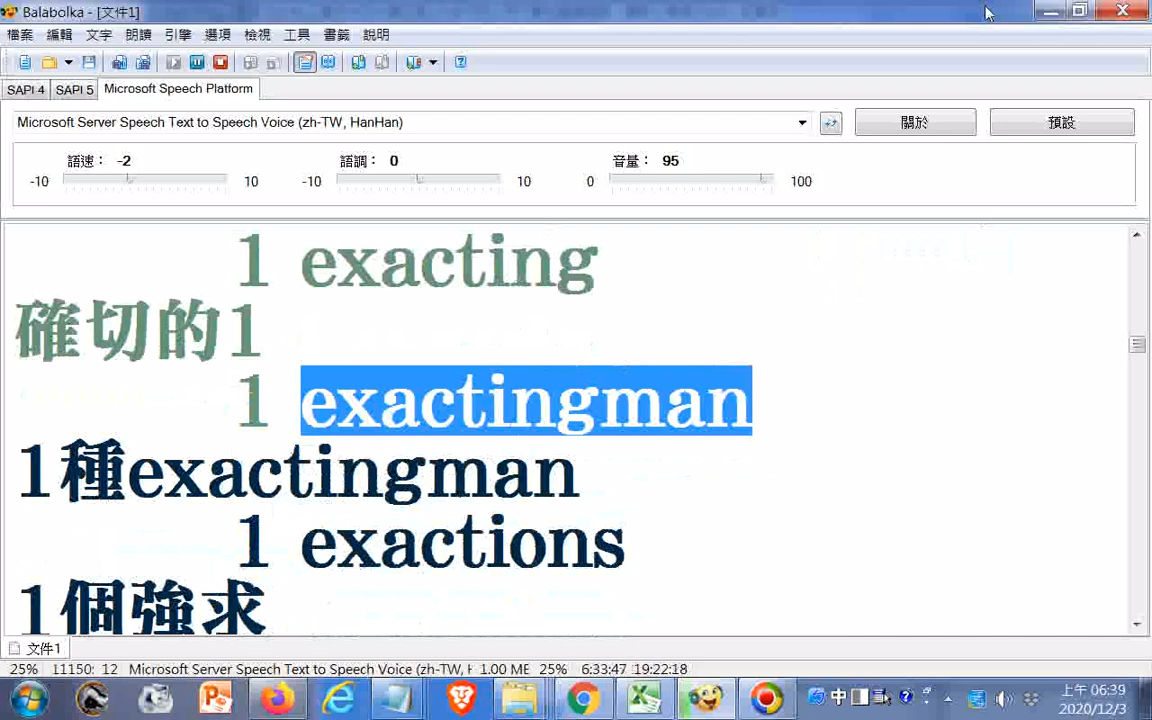 Balabolka - [文件1]
檔案 編輯 文字 朗讀 引擎 選項 檢視 工具 書籤 說明
SAPI 4 SAPI 5 Microsoft Speech Platform
Microsoft Server Speech Text to Speech Voice (zh-TW, HanHan) 關於 預設
語速： -2 語調： 0 音量： 95
-10 10 -10 10 0 100
1 exacting
確切的1
1 exactingman
1種exactingman
1 exactions
1個強求
文件1
25% 11150: 12 Microsoft Server Speech Text to Speech Voice (zh-TW, H 1.00 ME 25% 6:33:47 19:22:18
中 上午 06:39
2020/12/3